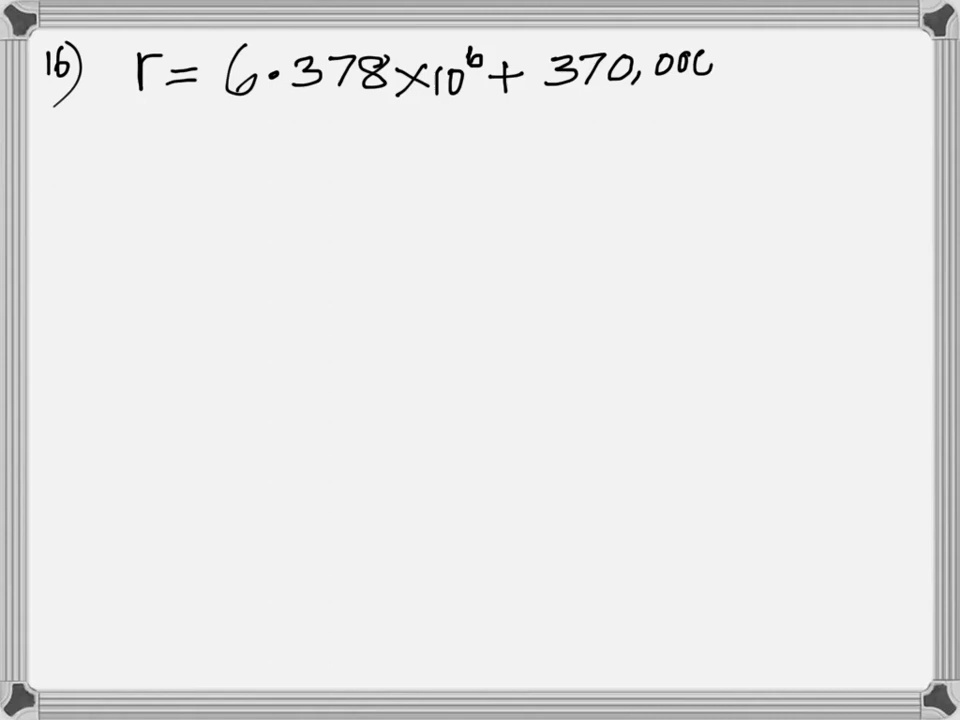 16) r = 6.378×10⁶ + 370,000